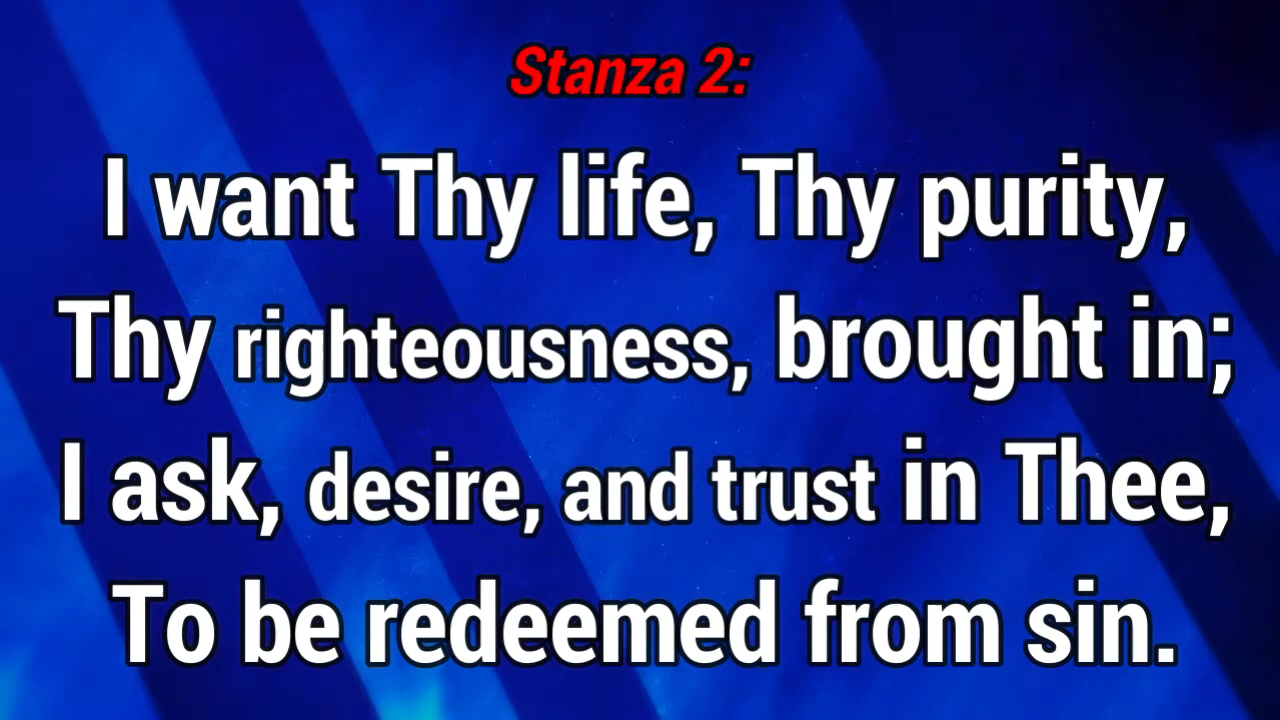 Stanza 2:
I want Thy life, Thy purity,
Thy righteousness, brought in;
I ask, desire, and trust in Thee,
To be redeemed from sin.